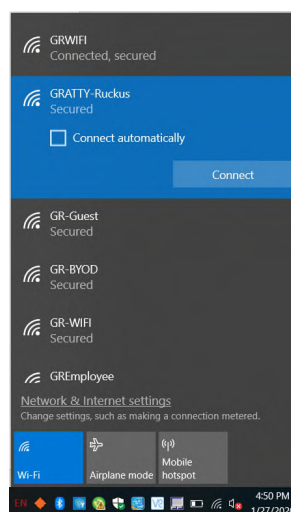 GRWIFI
Connected, secured
GRATTY-Ruckus
Secured
Connect automatically
Connect
GR-Guest
Secured
GR-BYOD
Secured
GR-WIFI
Secured
GREmployee
Network & Internet settings
Change settings, such as making a connection metered.
Wi-Fi
Airplane mode
Mobile
hotspot
EN
4:50 PM